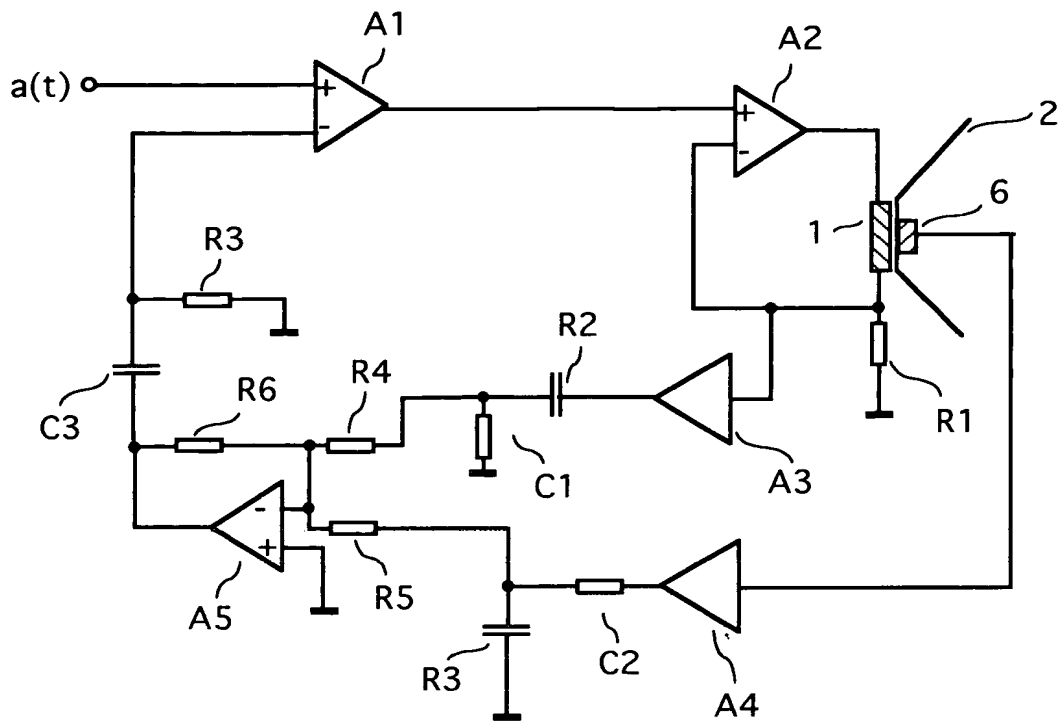 A1
A2
a(t)
+
-
+
-
2
6
1
R3
R2
R4
R6
C3
R1
C1
A3
-
+
R5
A5
R3
C2
A4